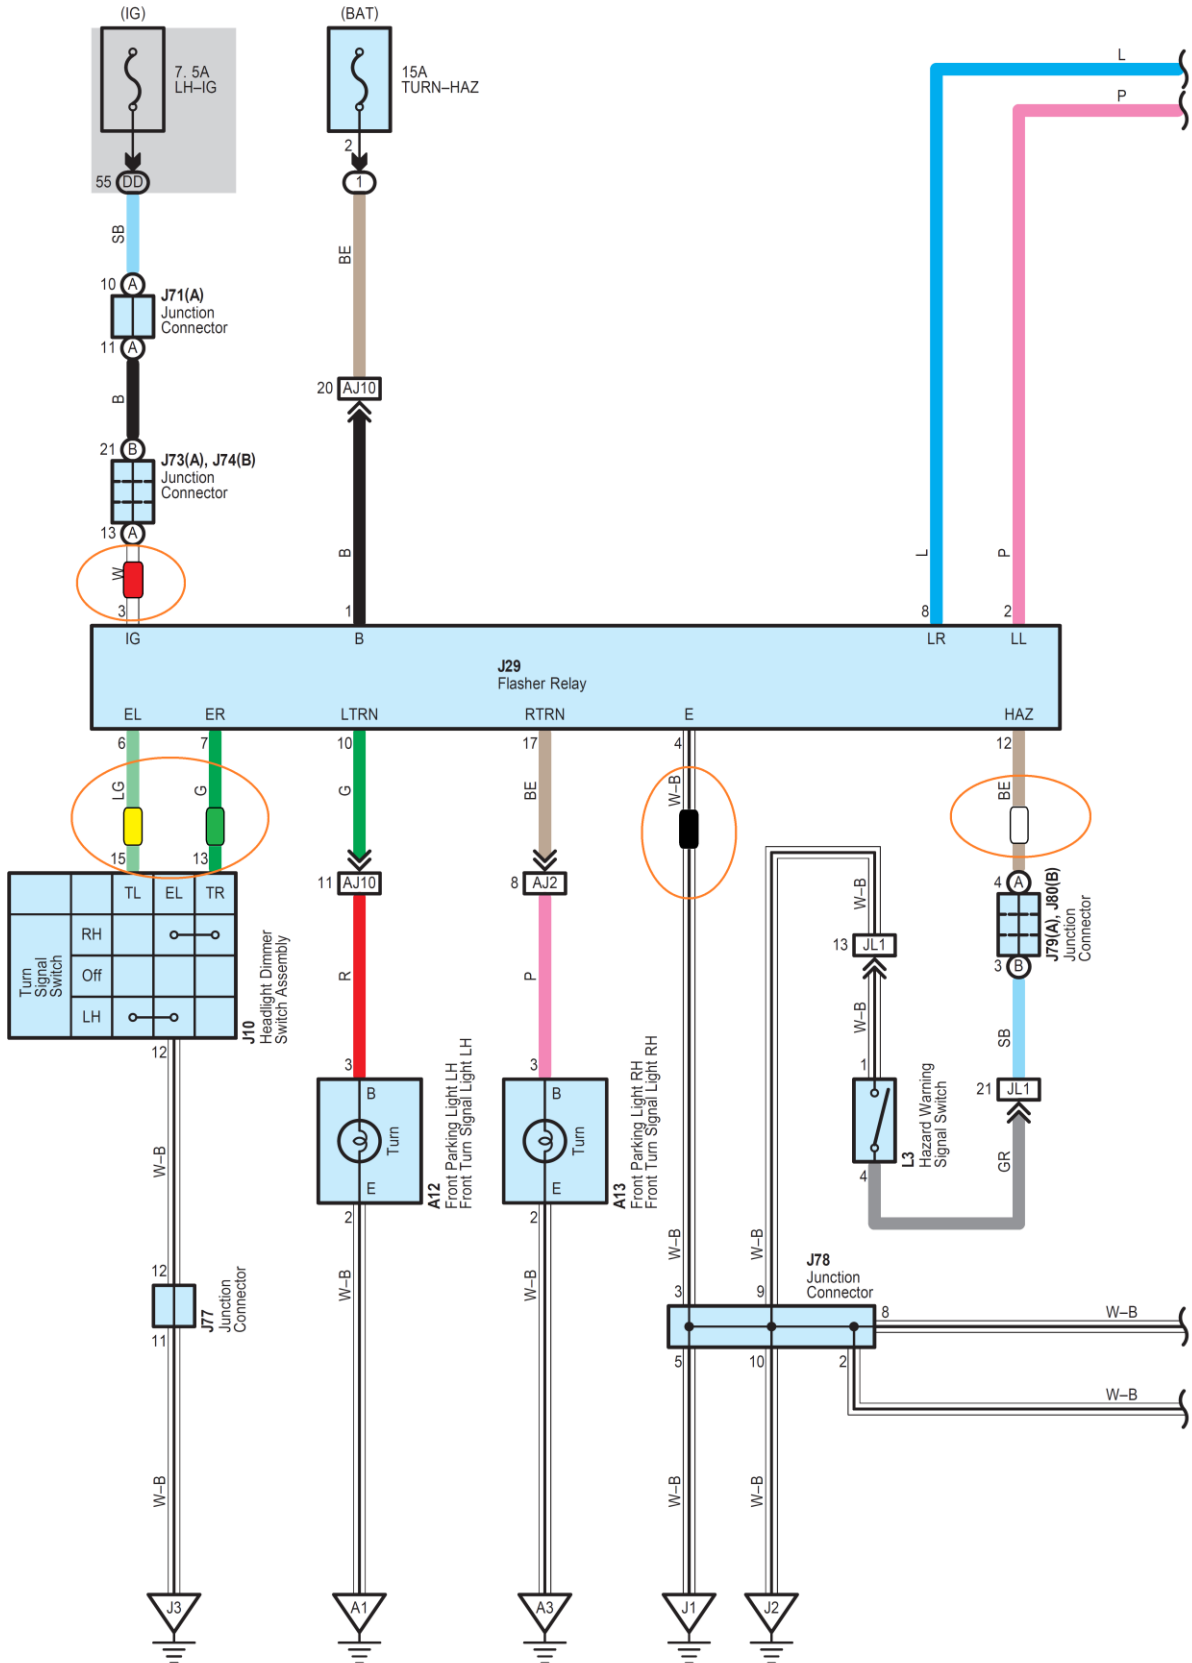 (IG)
(BAT)
7. 5A
LH–IG
15A
TURN–HAZ
L
P
2
55
DD
1
SB
BE
10
A
J71(A)
Junction
Connector
11
A
B
20
AJ10
21
B
J73(A), J74(B)
Junction
Connector
13
A
W
B
L
P
3
1
8
2
IG
B
LR
LL
J29
Flasher Relay
EL
ER
LTRN
RTRN
E
HAZ
6
7
10
17
4
12
LG
G
G
BE
W–B
BE
15
13
11
AJ10
8
AJ2
4
A
J79(A), J80(B)
Junction
Connector
TL
EL
TR
RH
Off
LH
Turn
Signal
Switch
J10
Headlight Dimmer
Switch Assembly
W–B
13
JL1
3
B
R
P
W–B
SB
12
3
3
1
21
JL1
B
Turn
E
A12
Front Parking Light LH
Front Turn Signal Light LH
B
Turn
E
A13
Front Parking Light RH
Front Turn Signal Light RH
L3
Hazard Warning
Signal Switch
4
GR
W–B
2
2
W–B
W–B
W–B
W–B
J78
Junction
Connector
12
J77
Junction
Connector
11
3
9
8
W–B
5
10
2
W–B
W–B
W–B
W–B
J3
A1
A3
J1
J2